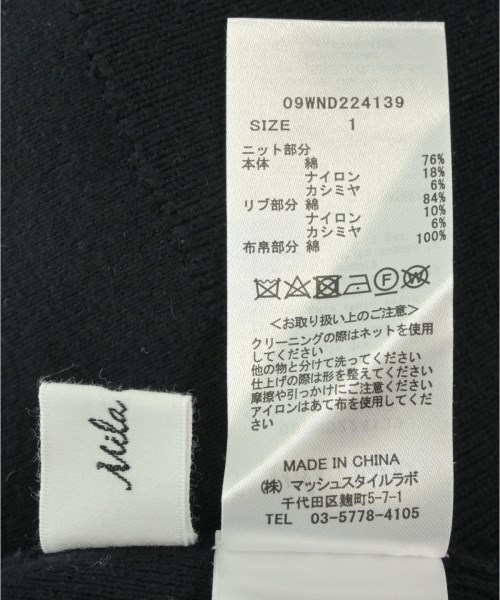 09WND224139
SIZE 1
ニット部分
本体 綿 76%
ナイロン 18%
カシミヤ 6%
リブ部分 綿 84%
ナイロン 10%
カシミヤ 6%
布帛部分 綿 100%
<お取り扱い上のご注意>
クリーニングの際はネットを使用
してください
他の物と分けて洗ってください
仕上げの際は形を整えてください
摩擦や引っかけにご注意ください
アイロンはあて布を使用してください
MADE IN CHINA
(株) マッシュスタイルラボ
千代田区麹町5-7-1
TEL 03-5778-4105
Mila